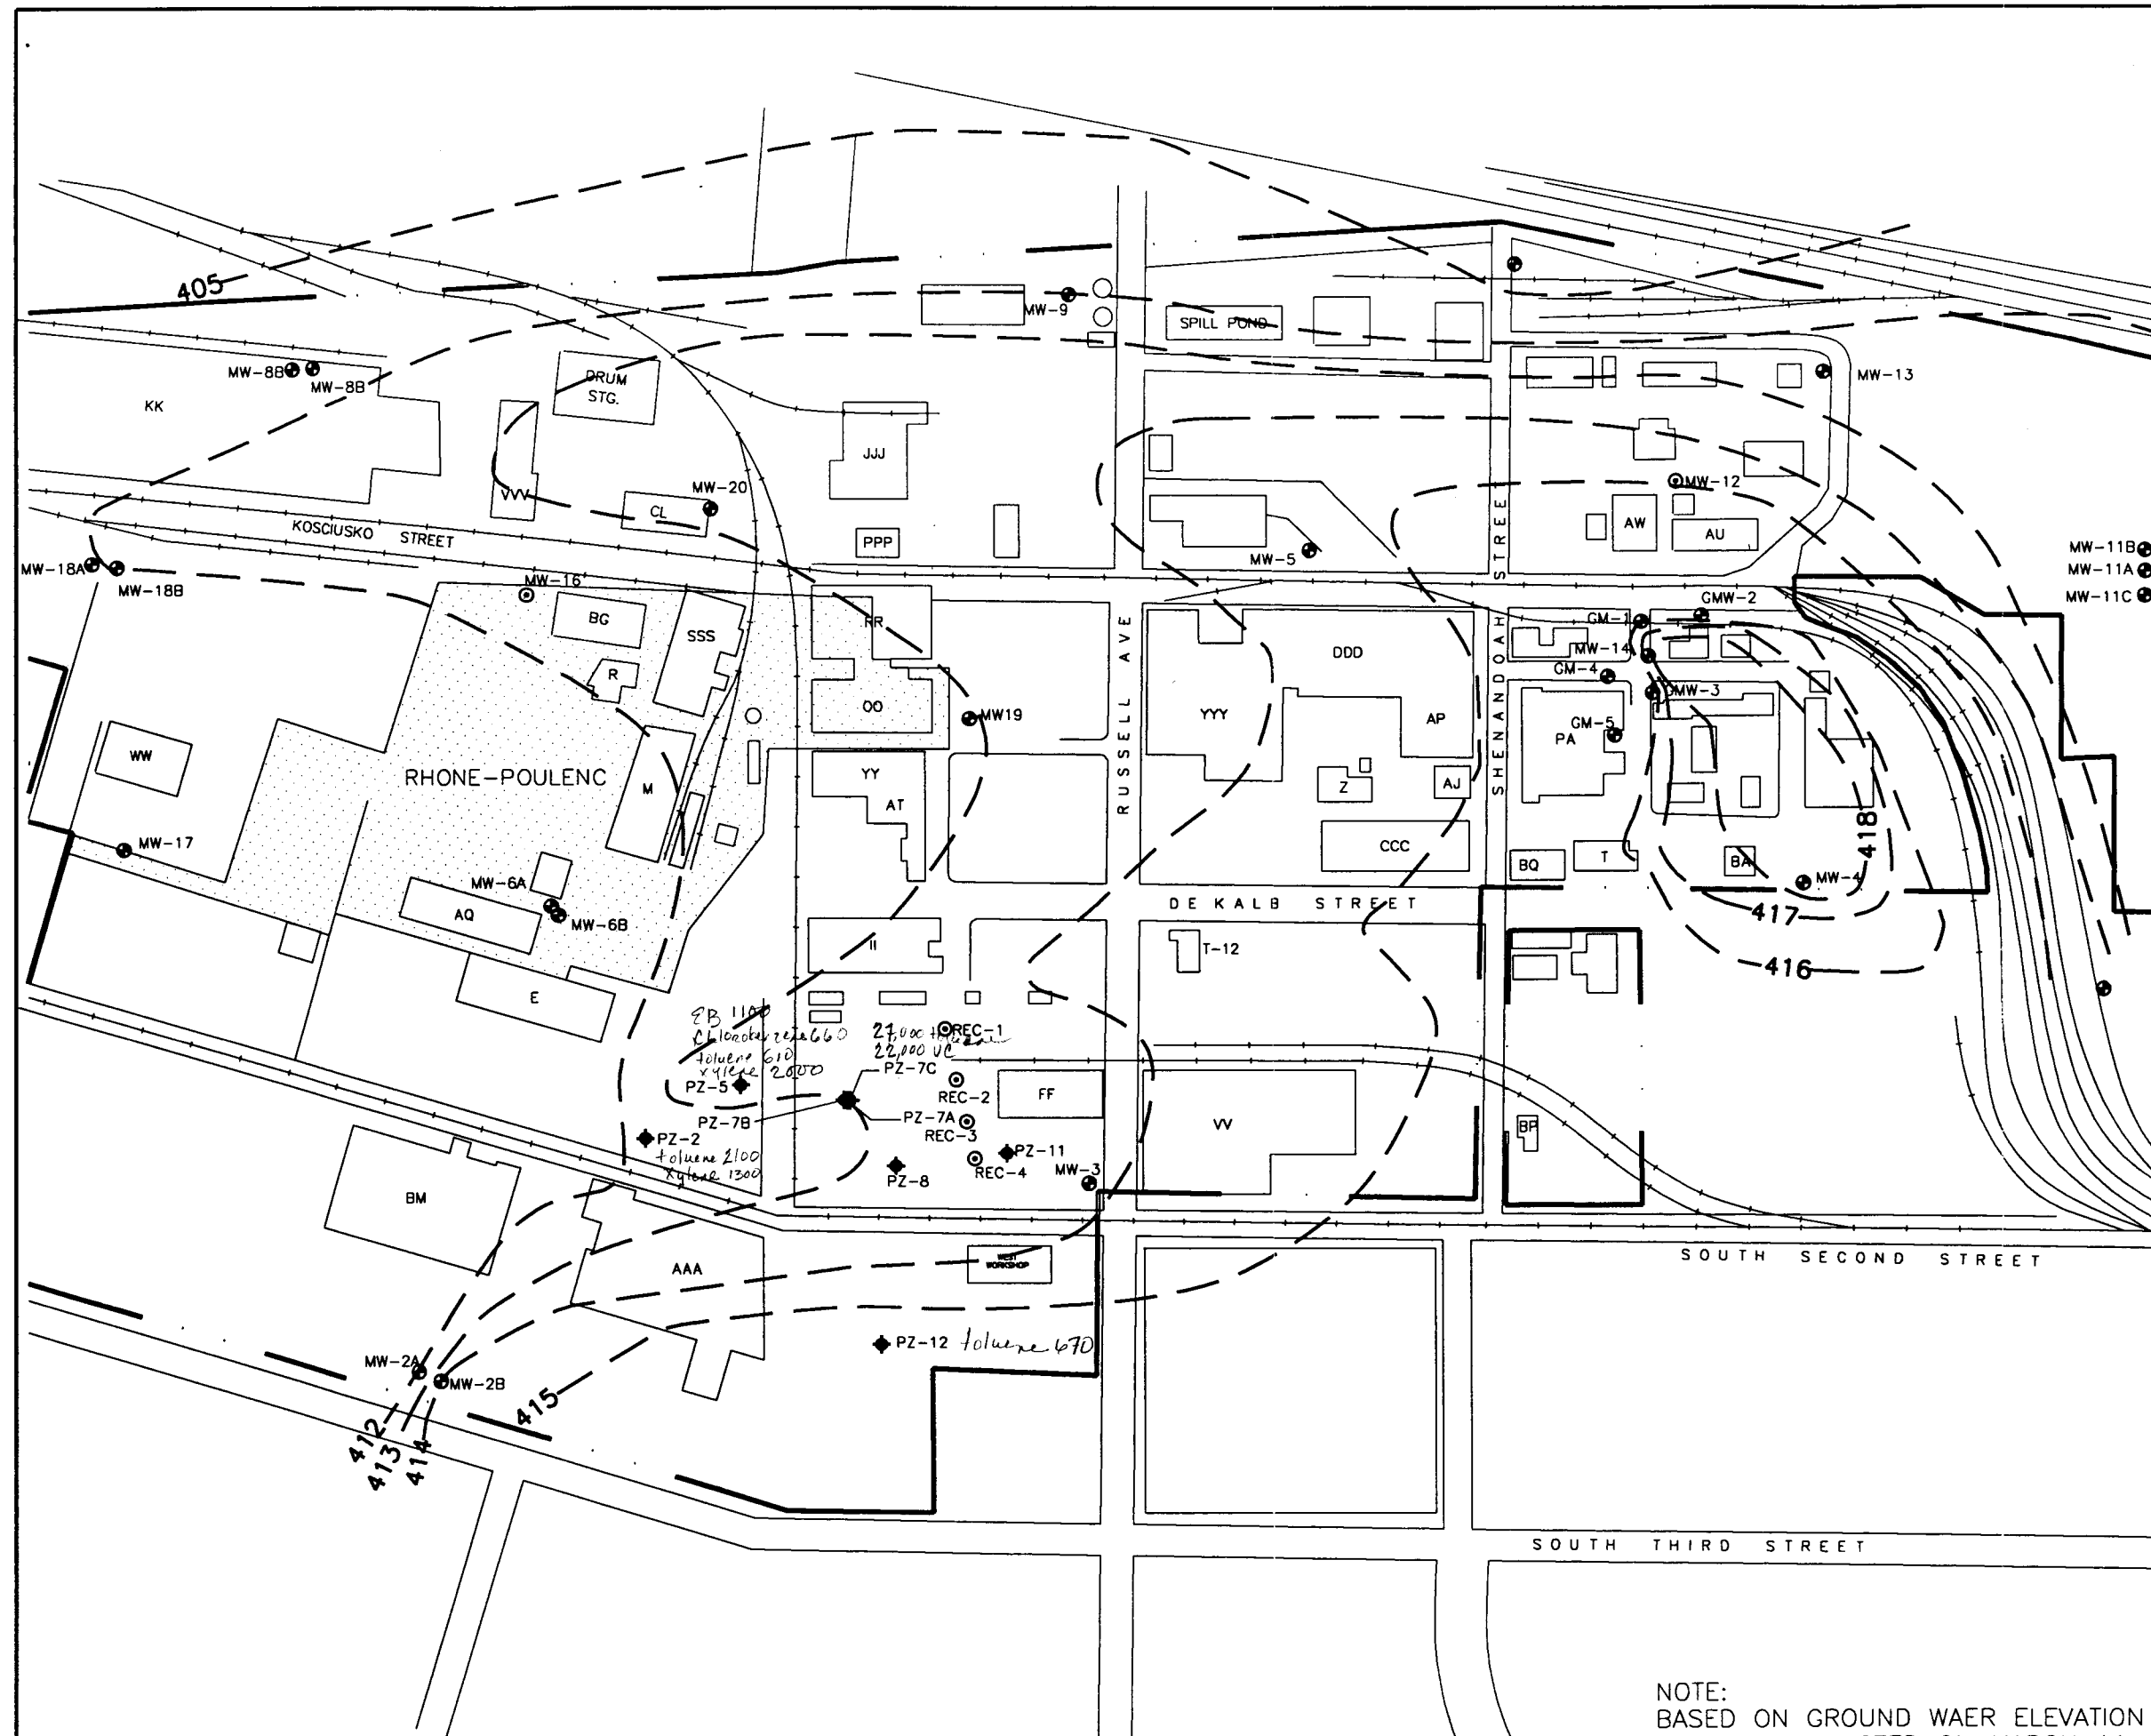 405
MW-9
SPILL POND
MW-8B
MW-8B
DRUM
STG.
MW-13
KK
JJJ
VVV
CL
MW-20
MW-12
AW
AU
KOSCIUSKO STREET
PPP
MW-5
STREET
MW-18A
MW-18B
MW-16
MW-11B
MW-11A
MW-11C
BG
SSS
RR
GM-1
GMW-2
R
RUSSELL AVE
DDD
SHENANDOAH
MW-14
GM-4
GMW-3
OO
MW19
YYY
AP
GM-5
PA
WW
RHONE-POULENC
M
YY
AT
Z
AJ
418
MW-17
CCC
BQ
T
BA
MW-4
MW-6A
AQ
MW-6B
DE KALB STREET
417
II
T-12
416
E
EB 1100
Chlorobenzene 660
toluene 610
xylene 2000
27,000 toluene
22,000 VC
REC-1
PZ-7C
PZ-5
REC-2
FF
PZ-7B
PZ-7A
REC-3
VV
BP
PZ-2
toluene 2100
xylene 1300
PZ-11
REC-4
PZ-8
MW-3
BM
AAA
WEST
WORKSHOP
SOUTH SECOND STREET
PZ-12 toluene 670
MW-2A
MW-2B
415
412
413
414
SOUTH THIRD STREET
NOTE:
BASED ON GROUND WAER ELEVATION